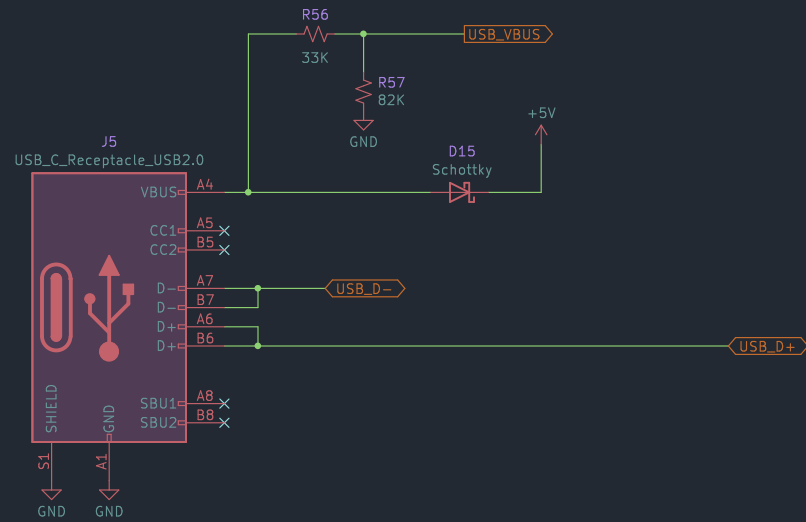 R56
33K
USB_VBUS
R57
82K
GND
+5V
J5
USB_C_Receptacle_USB2.0
D15
Schottky
VBUS A4
CC1 A5
CC2 B5
D- A7
D- B7
USB_D-
D+ A6
D+ B6
USB_D+
SBU1 A8
SBU2 B8
SHIELD
GND
S1
A1
GND
GND